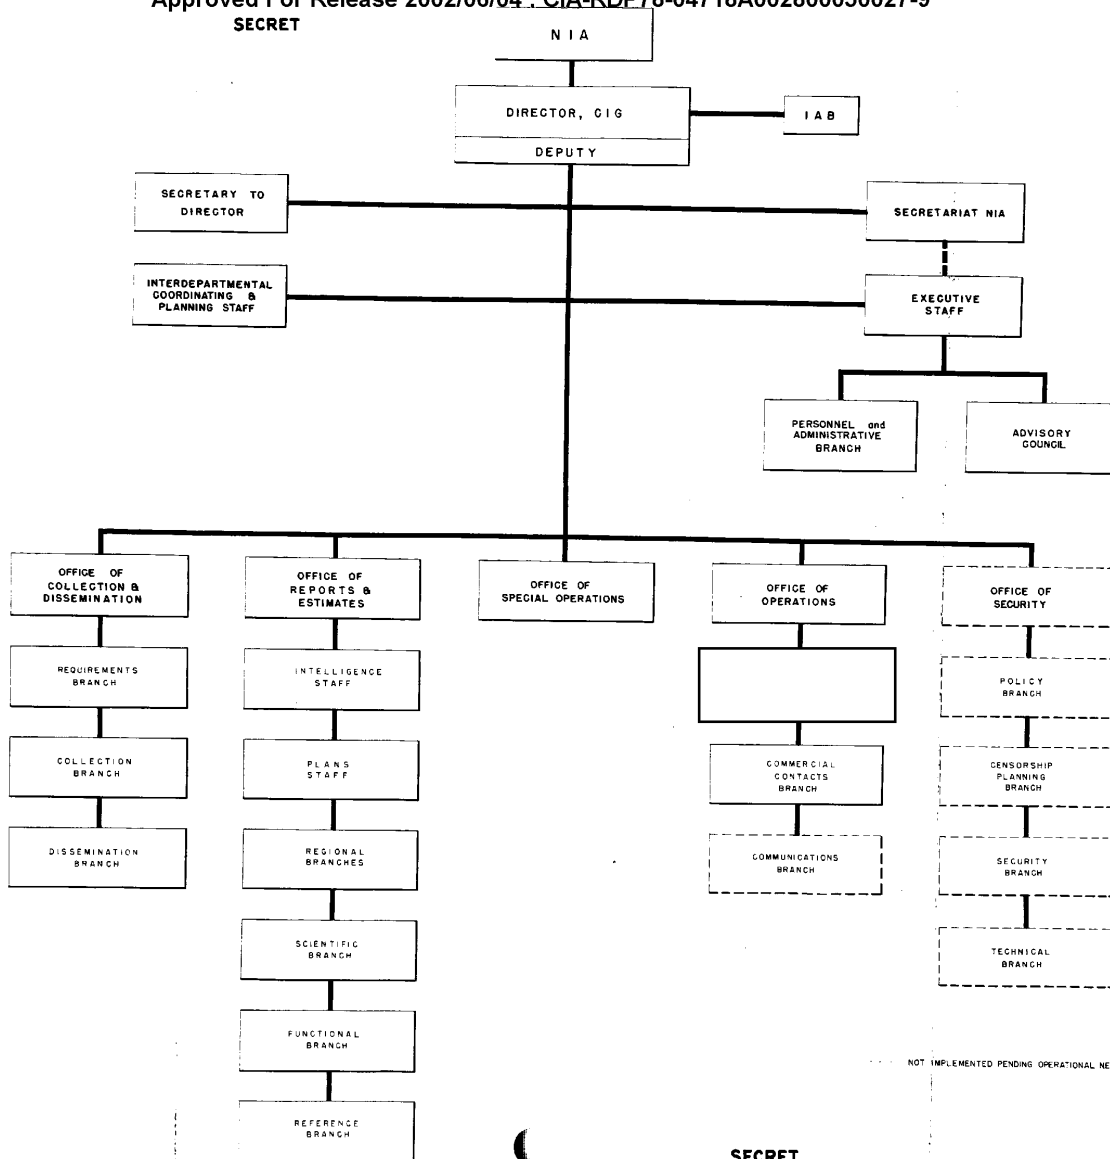 Approved For Release 2002/06/04 : CIA-RDP78-04718A002800050027-9
SECRET
NIA
DIRECTOR, CIG
IAB
DEPUTY
SECRETARY TO
DIRECTOR
SECRETARIAT NIA
INTERDEPARTMENTAL
COORDINATING &
PLANNING STAFF
EXECUTIVE
STAFF
PERSONNEL and
ADMINISTRATIVE
BRANCH
ADVISORY
COUNCIL
OFFICE OF
COLLECTION &
DISSEMINATION
OFFICE OF
REPORTS &
ESTIMATES
OFFICE OF
SPECIAL OPERATIONS
OFFICE OF
OPERATIONS
OFFICE OF
SECURITY
REQUIREMENTS
BRANCH
INTELLIGENCE
STAFF
POLICY
BRANCH
COLLECTION
BRANCH
PLANS
STAFF
COMMERCIAL
CONTACTS
BRANCH
CENSORSHIP
PLANNING
BRANCH
DISSEMINATION
BRANCH
REGIONAL
BRANCHES
COMMUNICATIONS
BRANCH
SECURITY
BRANCH
SCIENTIFIC
BRANCH
TECHNICAL
BRANCH
FUNCTIONAL
BRANCH
NOT IMPLEMENTED PENDING OPERATIONAL NE
REFERENCE
BRANCH
SECRET